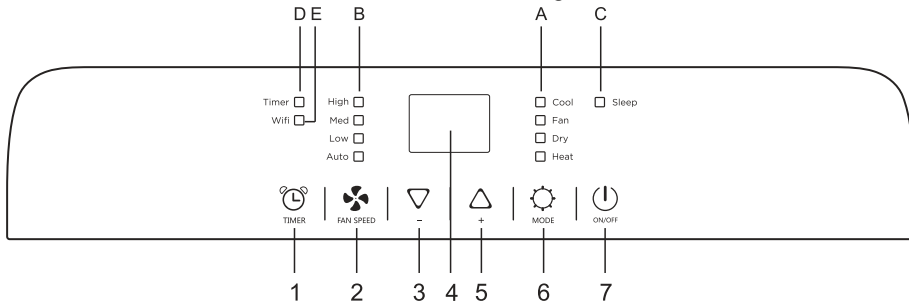 D E B A C
Timer High Cool Sleep
Wifi Med Fan
Low Dry
Auto Heat
TIMER FAN SPEED − + MODE ON/OFF
1 2 3 4 5 6 7